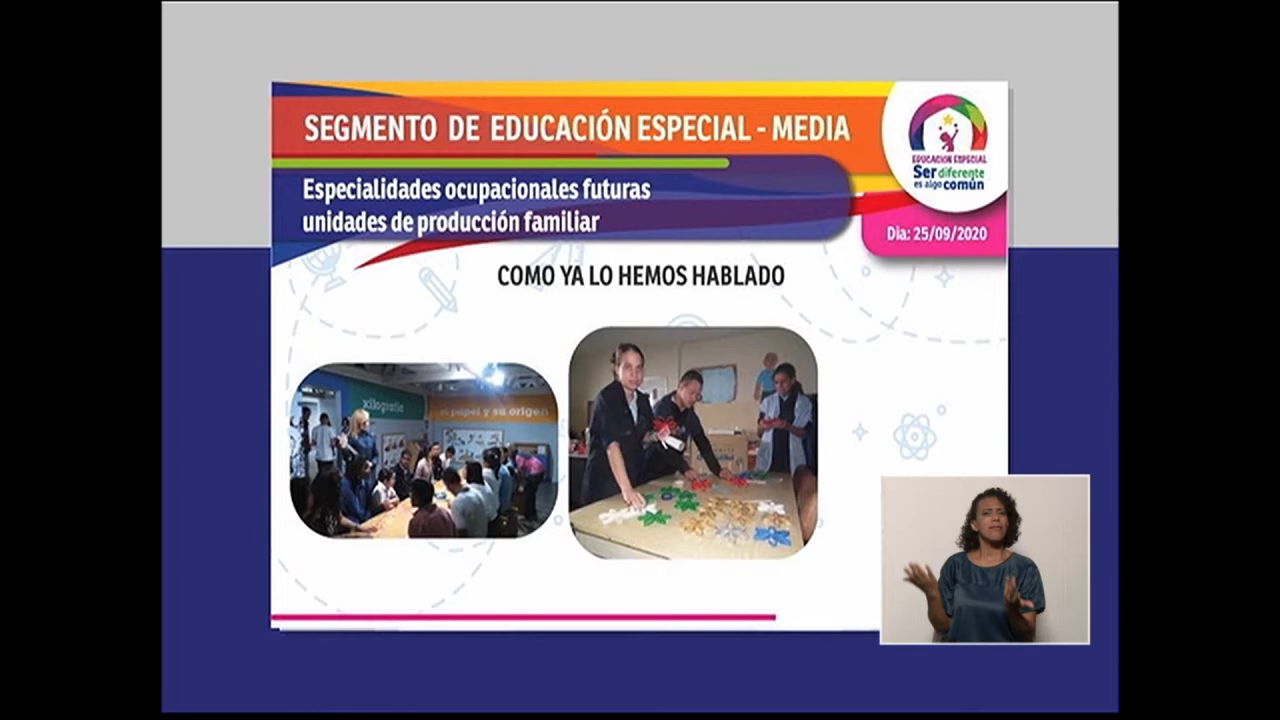 SEGMENTO DE EDUCACIÓN ESPECIAL - MEDIA
EDUCACIÓN ESPECIAL
Ser diferente
es algo común
Especialidades ocupacionales futuras
unidades de producción familiar
Dia: 25/09/2020
COMO YA LO HEMOS HABLADO
xilografía
el papel y su origen